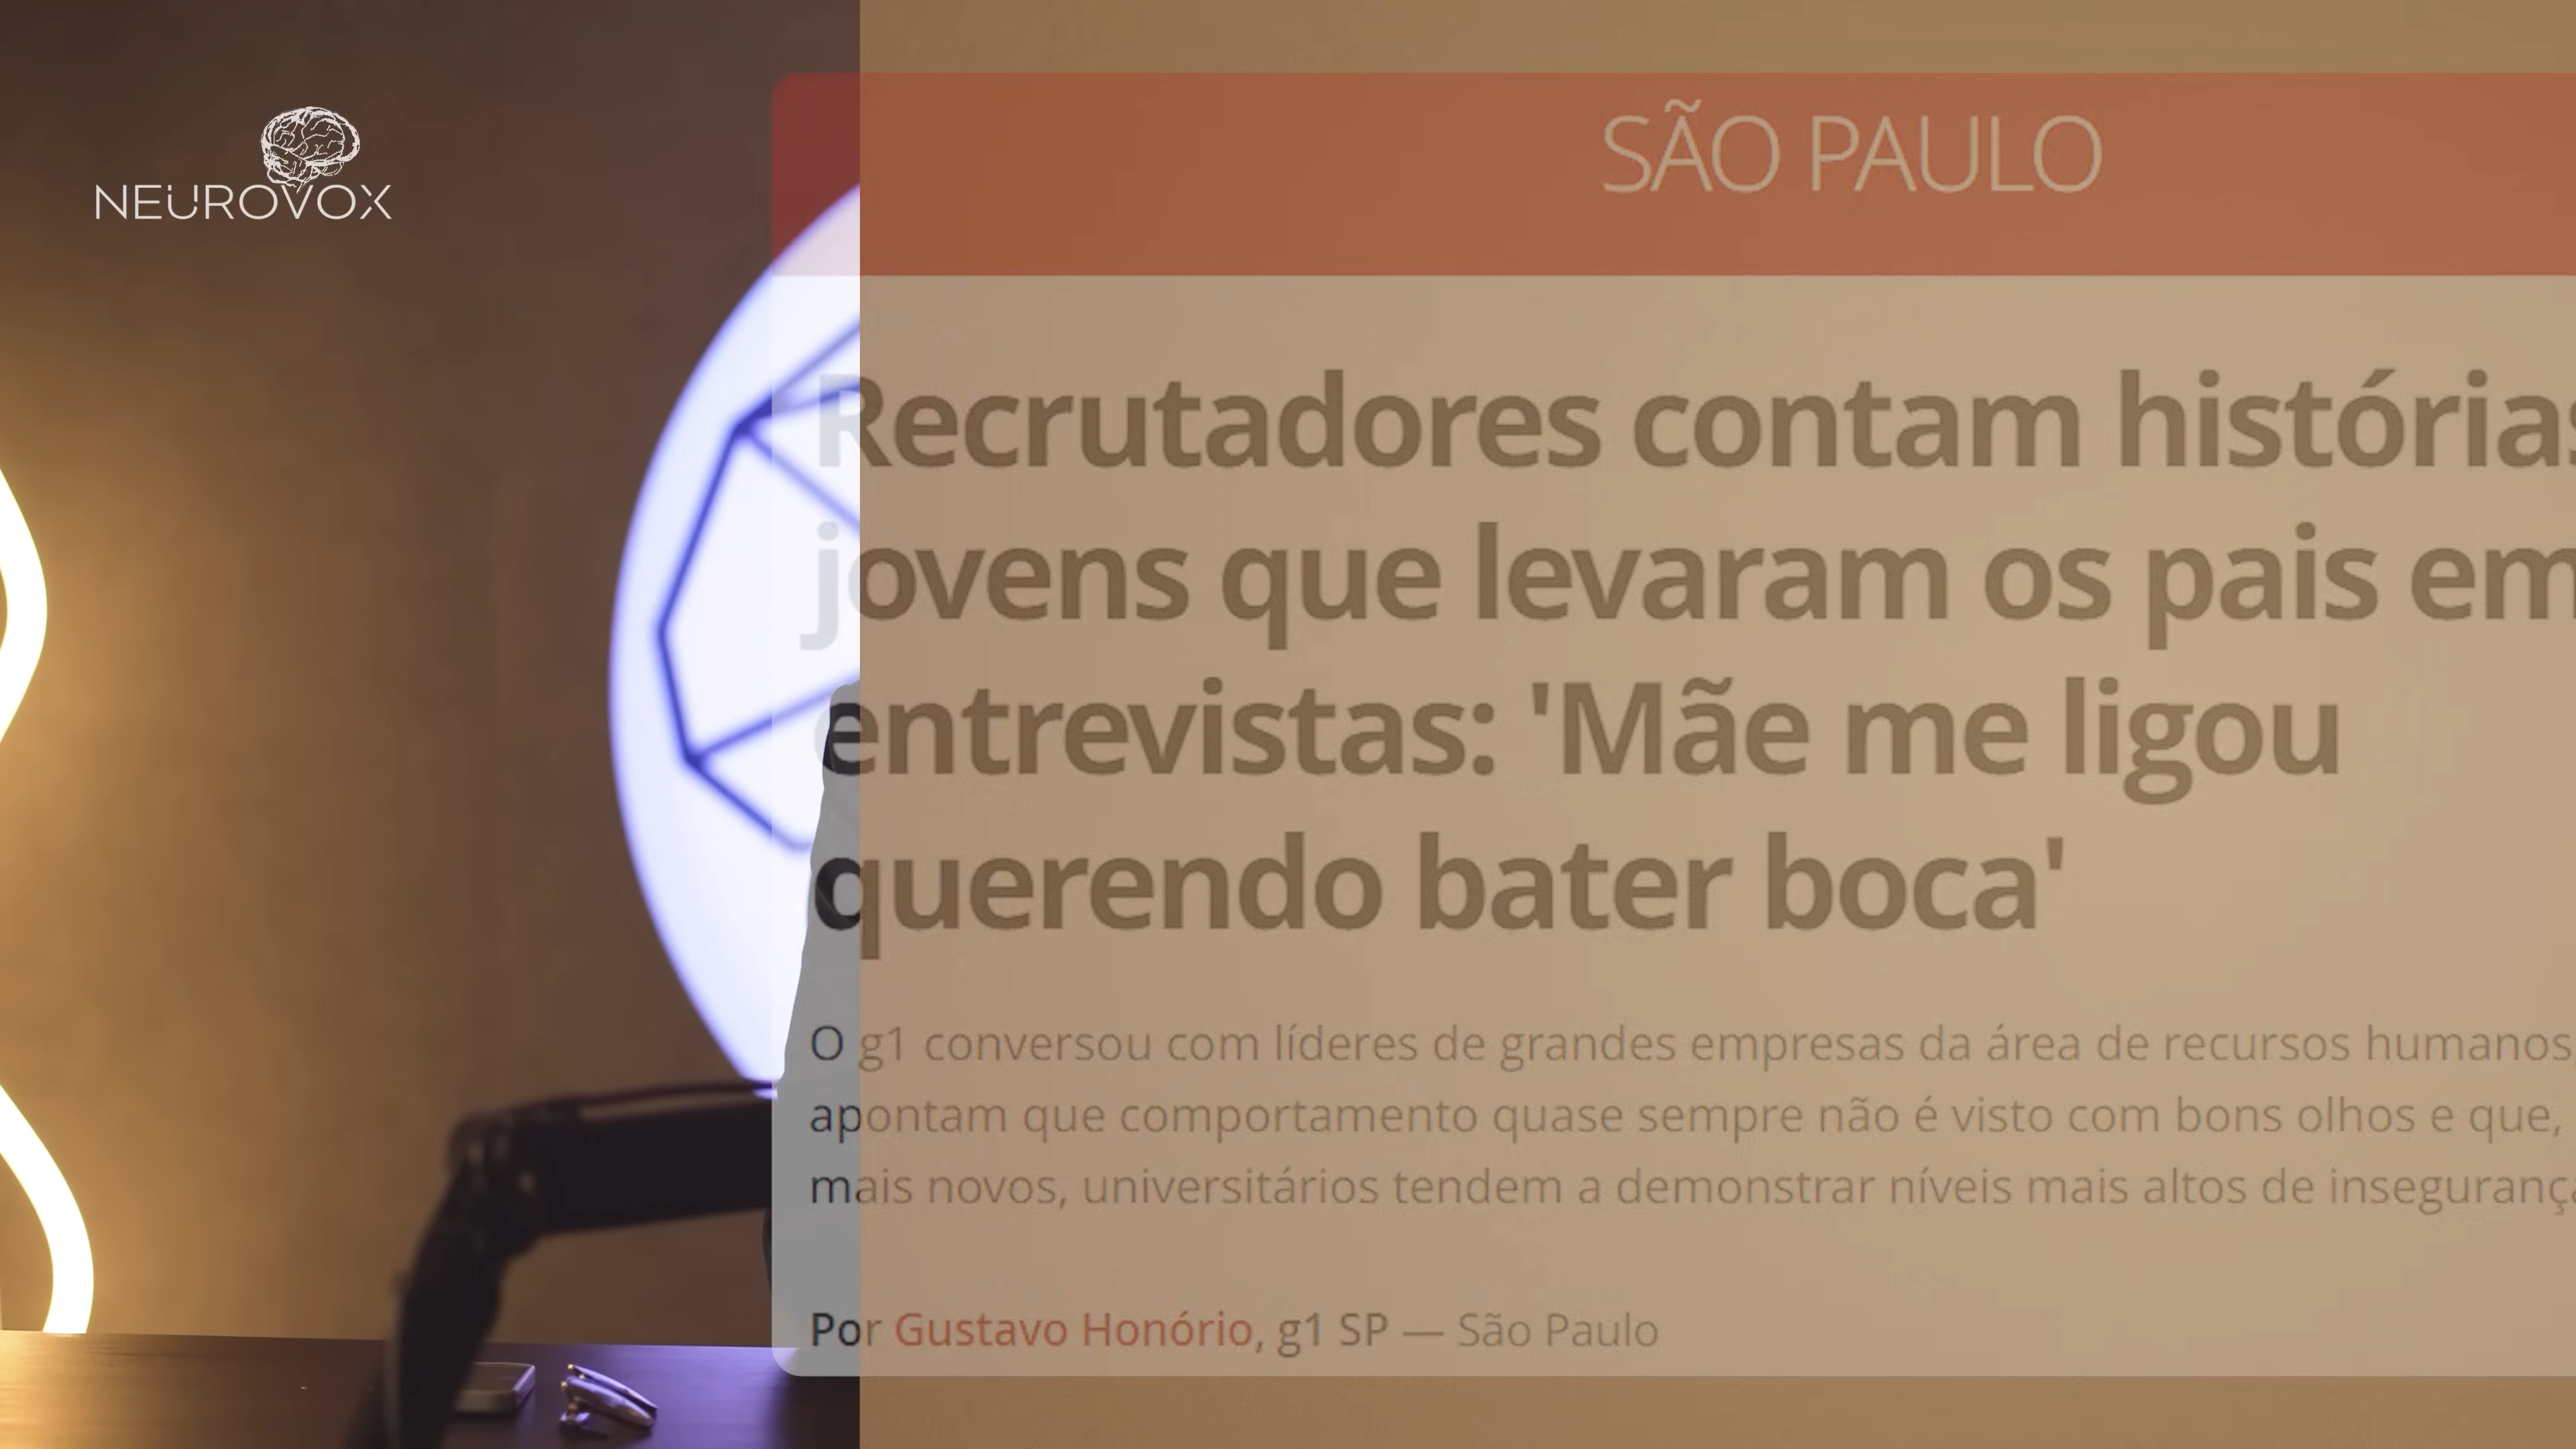 NEUROVOX
SÃO PAULO
Recrutadores contam histórias
jovens que levaram os pais em
entrevistas: 'Mãe me ligou
querendo bater boca'
O g1 conversou com líderes de grandes empresas da área de recursos humanos,
apontam que comportamento quase sempre não é visto com bons olhos e que,
mais novos, universitários tendem a demonstrar níveis mais altos de insegurança
Por Gustavo Honório, g1 SP — São Paulo